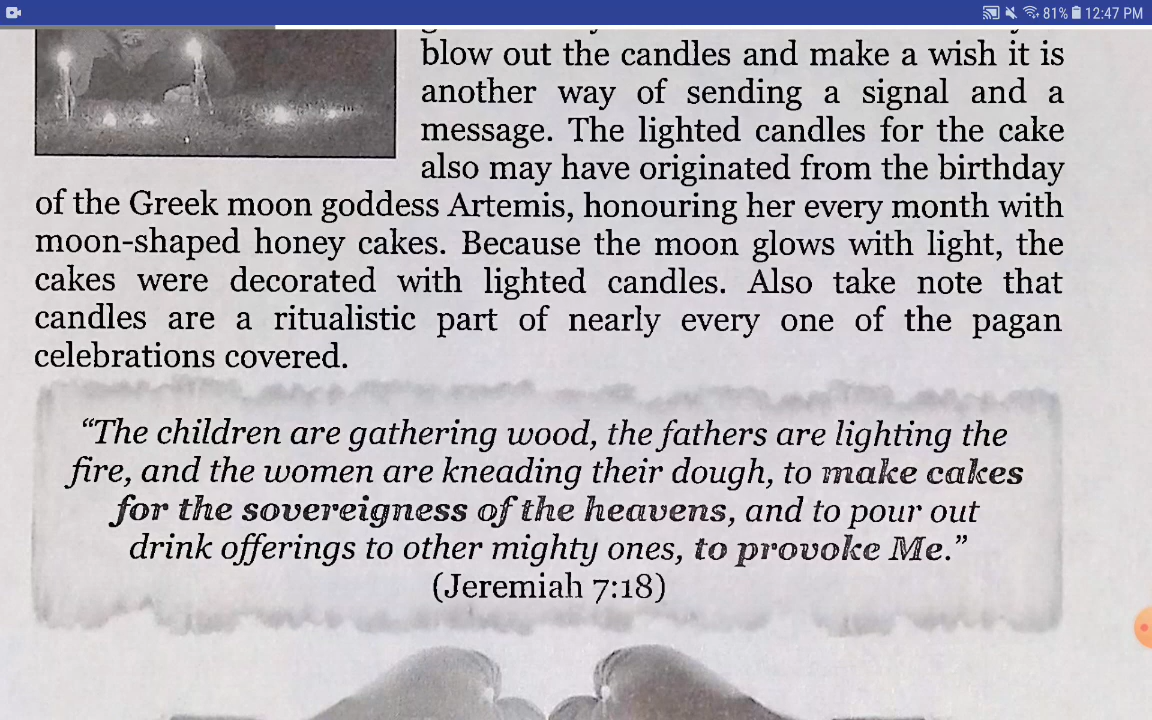 81% 12:47 PM
blow out the candles and make a wish it is
another way of sending a signal and a
message. The lighted candles for the cake
also may have originated from the birthday
of the Greek moon goddess Artemis, honouring her every month with
moon-shaped honey cakes. Because the moon glows with light, the
cakes were decorated with lighted candles. Also take note that
candles are a ritualistic part of nearly every one of the pagan
celebrations covered.
“The children are gathering wood, the fathers are lighting the
fire, and the women are kneading their dough, to make cakes
for the sovereigness of the heavens, and to pour out
drink offerings to other mighty ones, to provoke Me.”
(Jeremiah 7:18)